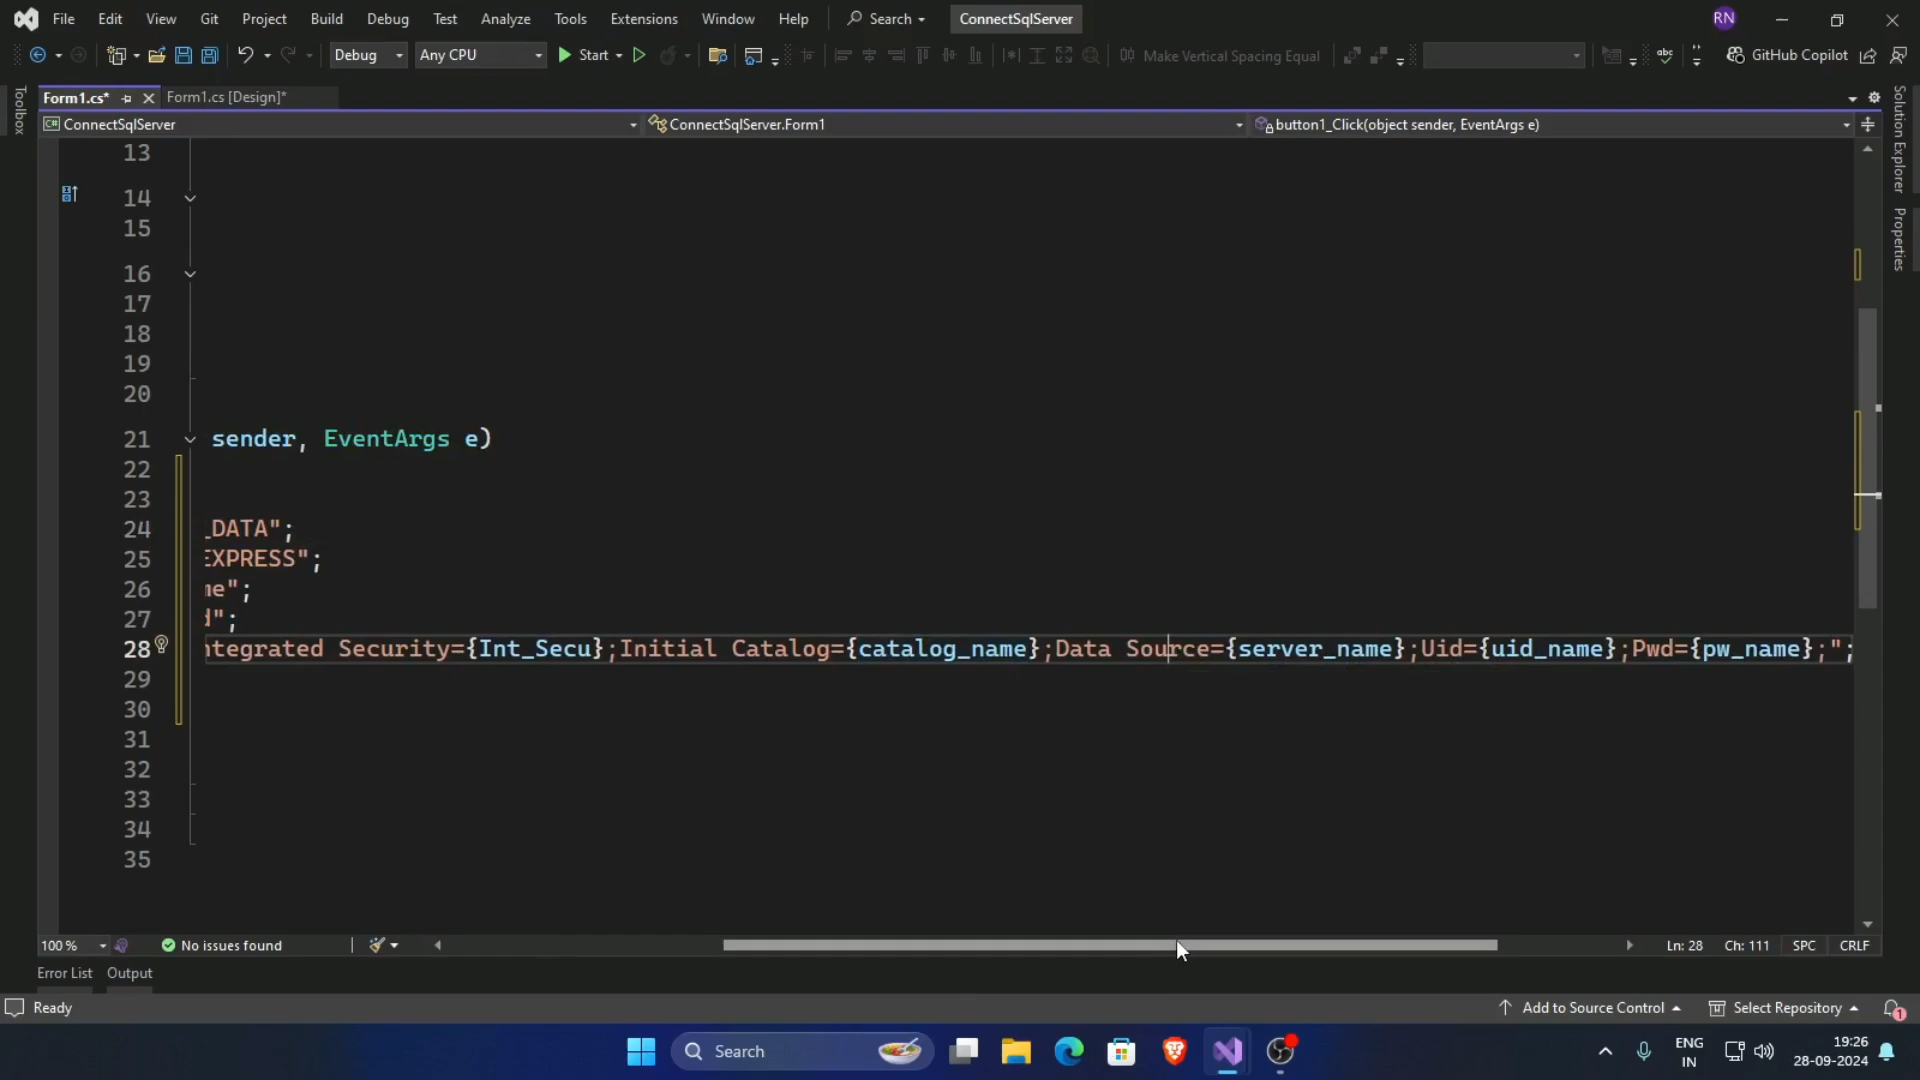 File Edit View Git Project Build Debug Test Analyze Tools Extensions Window Help Search ConnectSqlServer RN
Debug Any CPU Start Make Vertical Spacing Equal abc GitHub Copilot
Toolbox
Form1.cs* Form1.cs [Design]*
C# ConnectSqlServer ConnectSqlServer.Form1 button1_Click(object sender, EventArgs e)
Solution Explorer
Properties
13
14
15
16
17
18
19
20
21 sender, EventArgs e)
22
23
24 _DATA";
25 EXPRESS";
26 me";
27 d";
28 ntegrated Security={Int_Secu};Initial Catalog={catalog_name};Data Source={server_name};Uid={uid_name};Pwd={pw_name};";
29
30
31
32
33
34
35
100 % No issues found Ln: 28 Ch: 111 SPC CRLF
Error List Output
Ready Add to Source Control Select Repository 1
Search ENG IN 19:26 28-09-2024